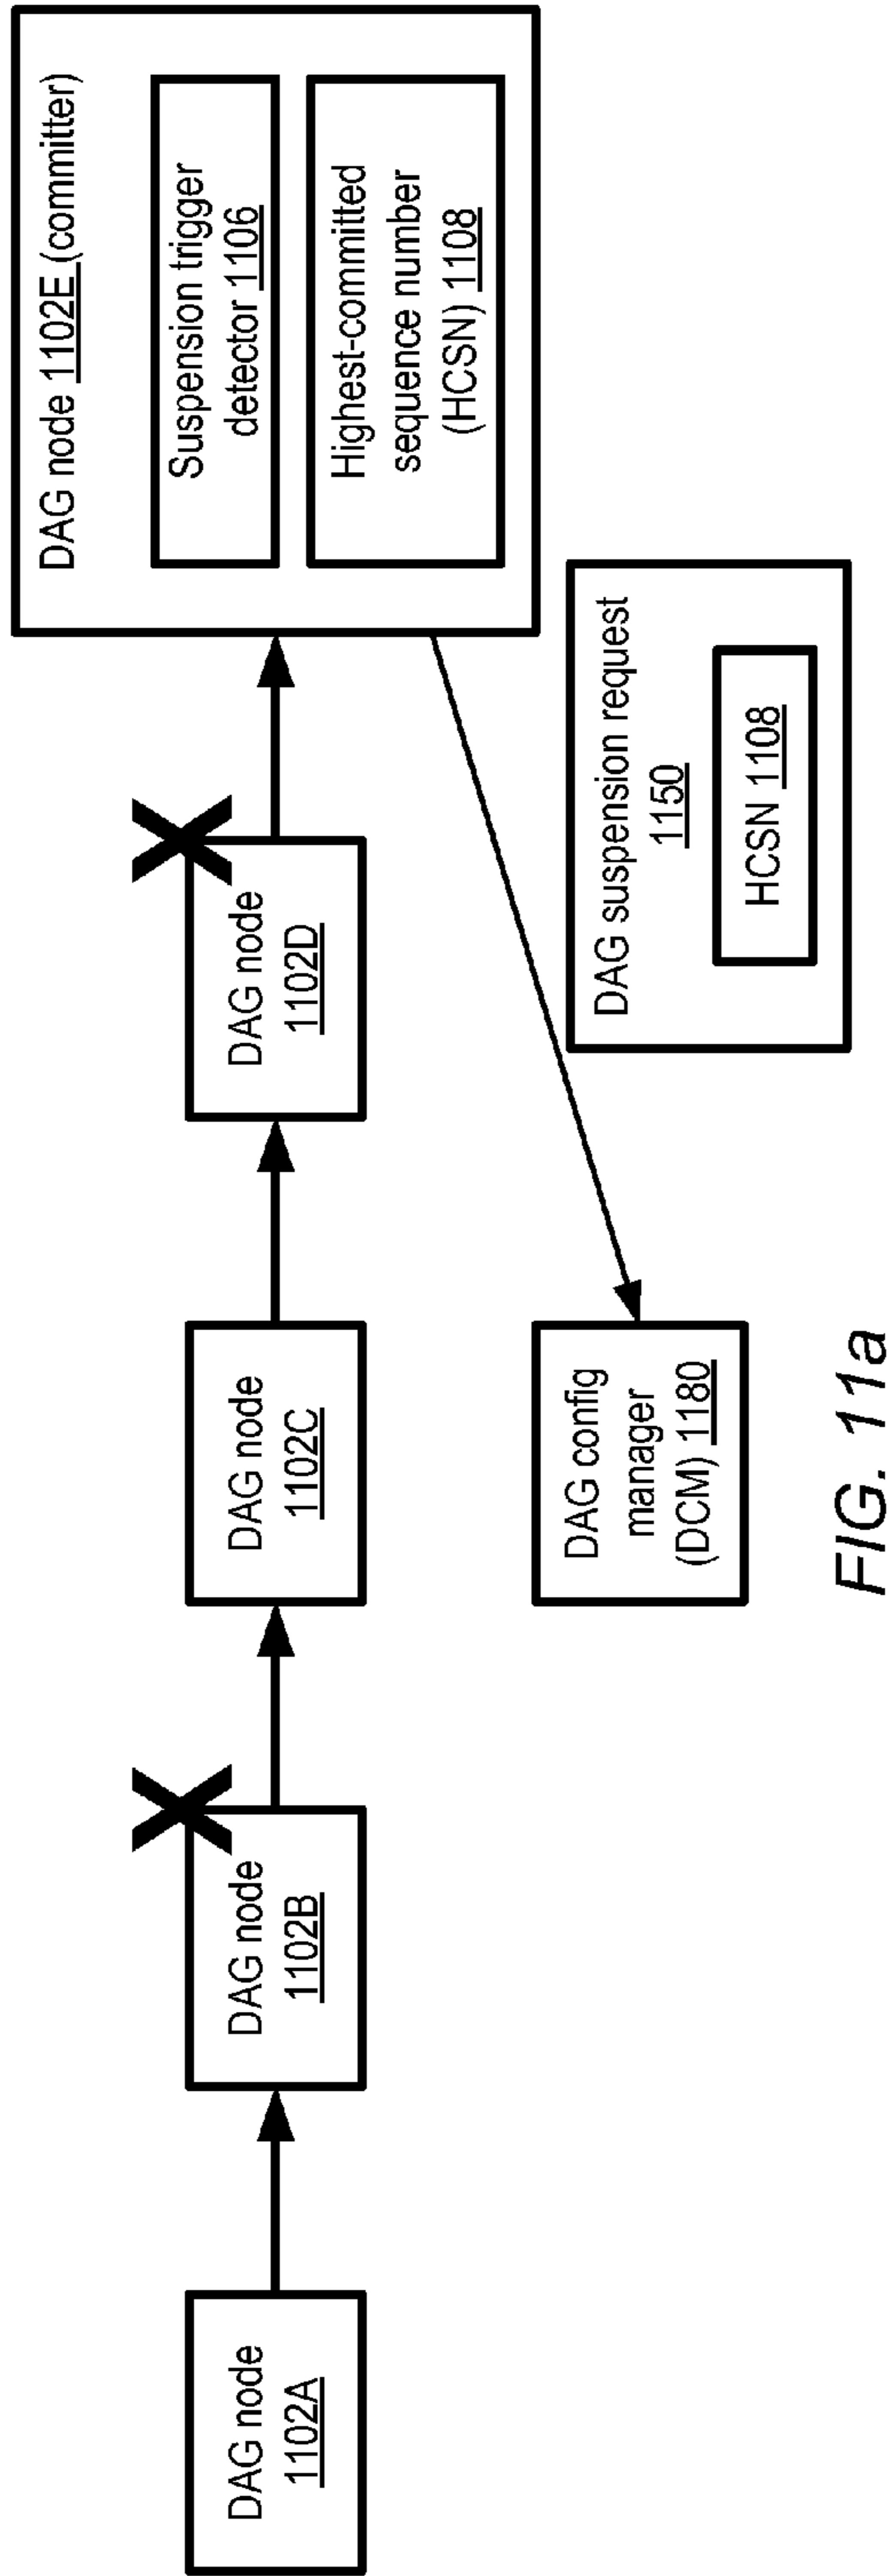 DAG node
1102A
DAG node
1102B
DAG node
1102C
DAG node
1102D
DAG node 1102E (committer)
Suspension trigger
detector 1106
Highest-committed
sequence number
(HCSN) 1108
DAG config
manager
(DCM) 1180
DAG suspension request
1150
HCSN 1108
FIG. 11a